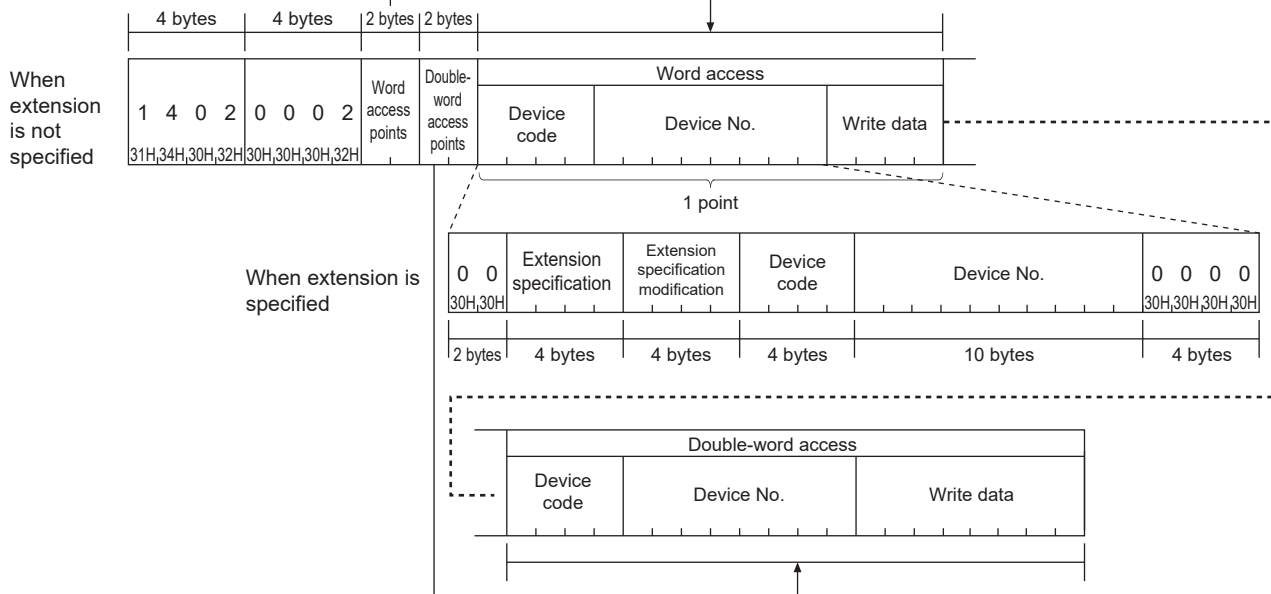 4 bytes 4 bytes 2 bytes 2 bytes
When
extension
is not
specified
1 4 0 2 0 0 0 2
31H 34H 30H 32H 30H 30H 30H 32H
Word
access
points
Double-
word
access
points
Word access
Device
code
Device No.
Write data
1 point
When extension is
specified
0 0
30H 30H
Extension
specification
Extension
specification
modification
Device
code
Device No.
0 0 0 0
30H 30H 30H 30H
2 bytes 4 bytes 4 bytes 4 bytes 10 bytes 4 bytes
Double-word access
Device
code
Device No.
Write data